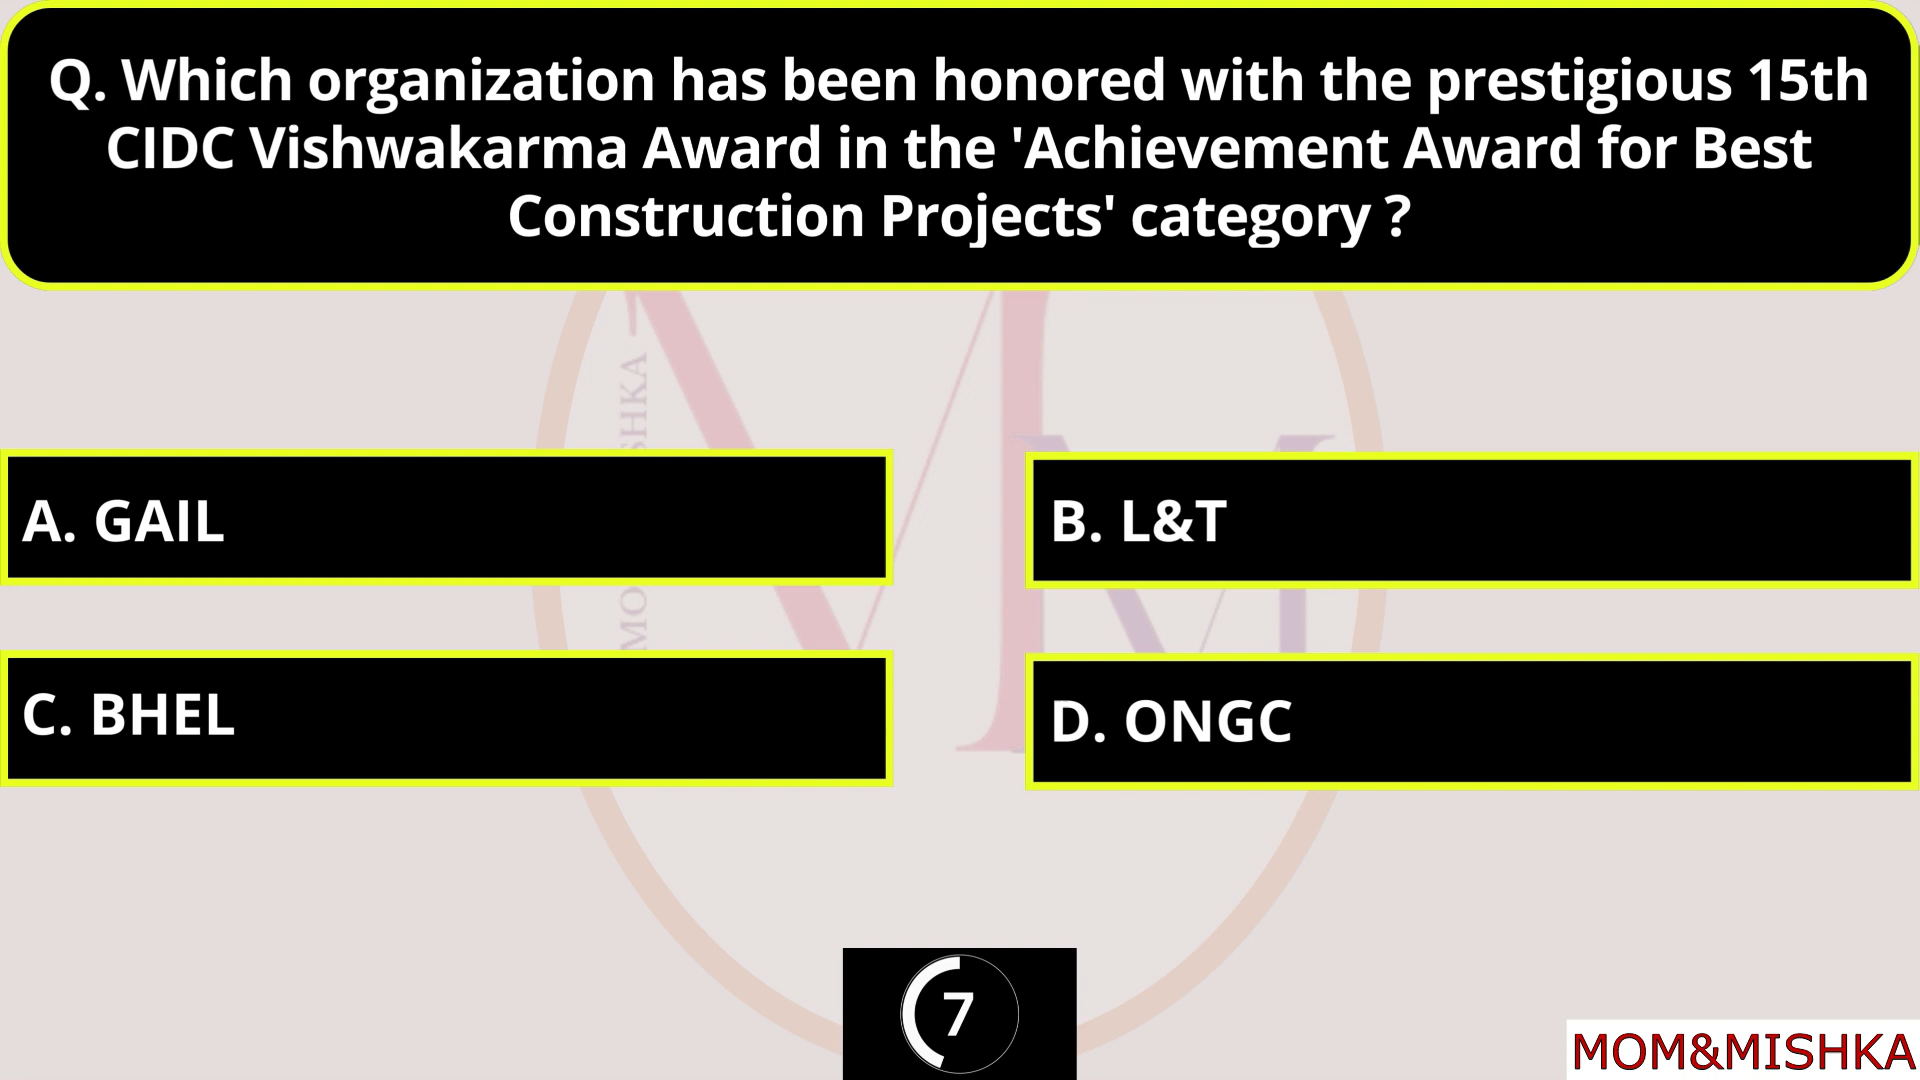 Q. Which organization has been honored with the prestigious 15th
CIDC Vishwakarma Award in the 'Achievement Award for Best
Construction Projects' category ?
A. GAIL
B. L&T
C. BHEL
D. ONGC
7
MOM&MISHKA